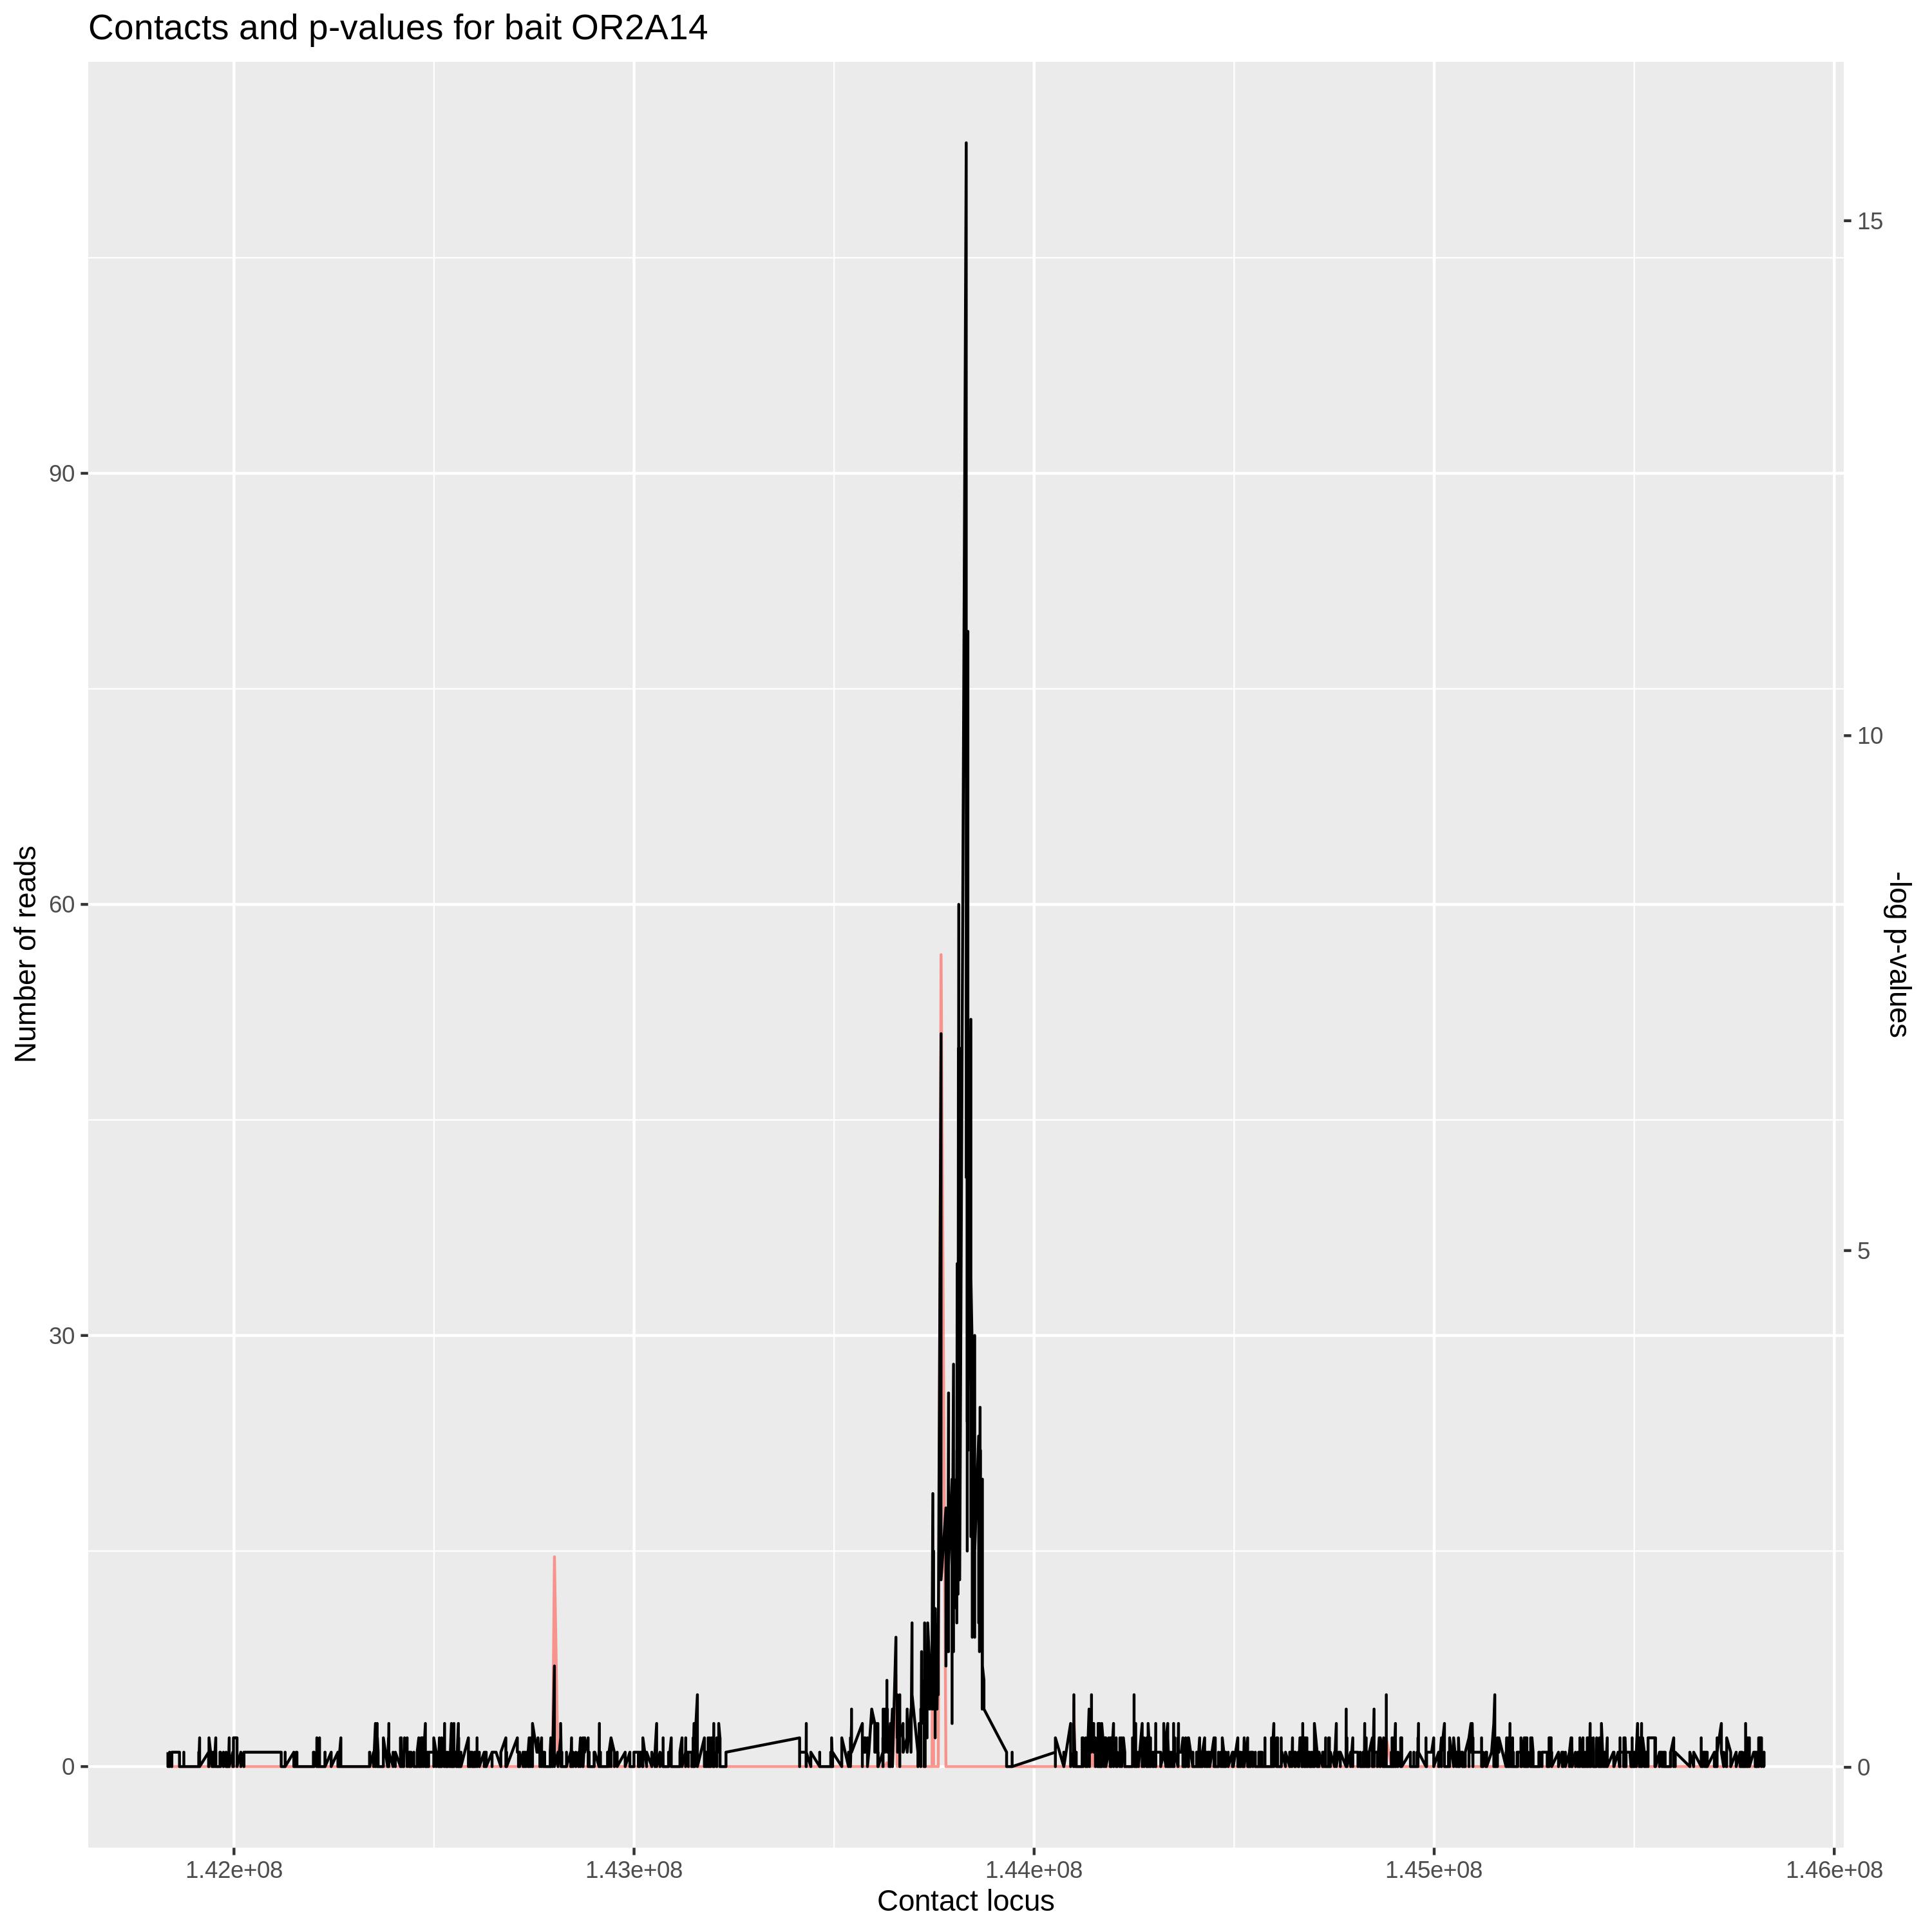 Contacts and p-values for bait OR2A14
15
90
10
60
Number of reads
-log p-values
5
30
0
0
1.42e+08
1.43e+08
1.44e+08
1.45e+08
1.46e+08
Contact locus